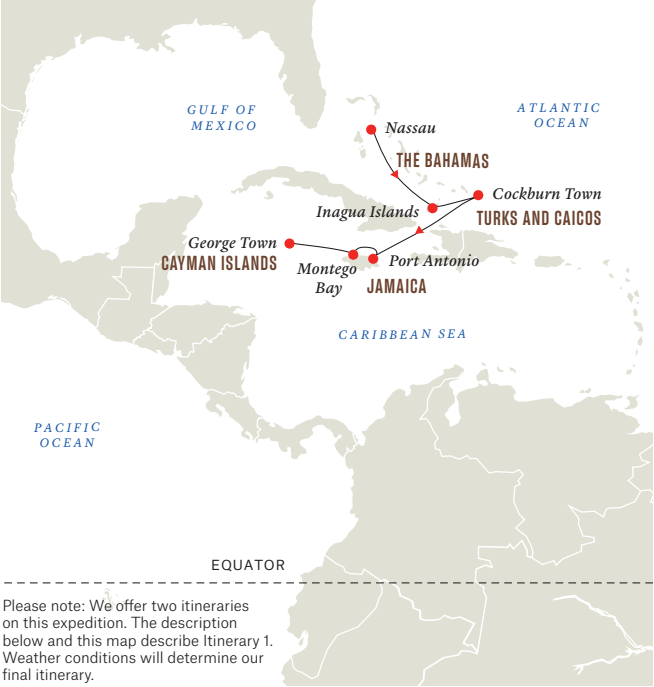 GULF OF
MEXICO
ATLANTIC
OCEAN
Nassau
THE BAHAMAS
Cockburn Town
Inagua Islands
TURKS AND CAICOS
George Town
CAYMAN ISLANDS
Montego
Bay
Port Antonio
JAMAICA
CARIBBEAN SEA
PACIFIC
OCEAN
EQUATOR
Please note: We offer two itineraries
on this expedition. The description
below and this map describe Itinerary 1.
Weather conditions will determine our
final itinerary.